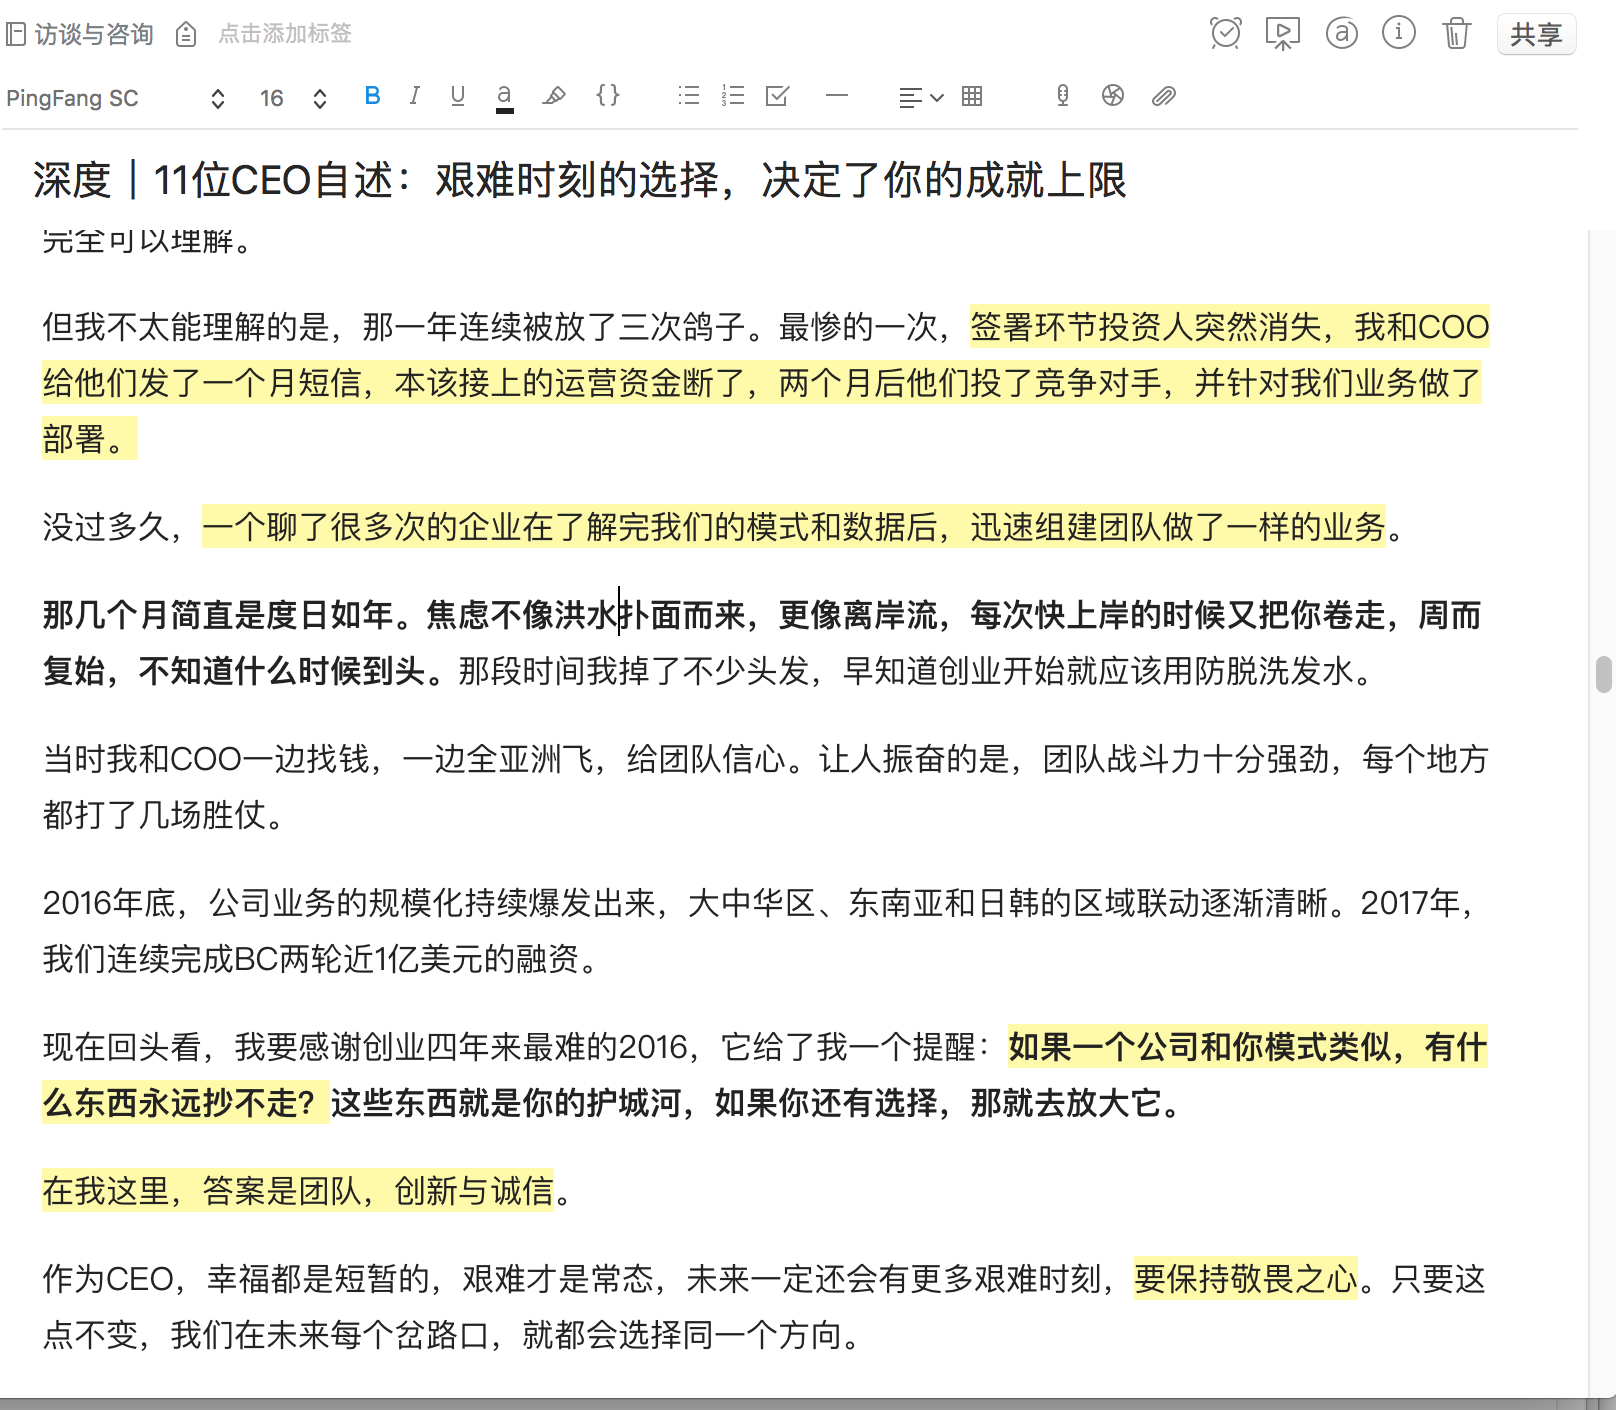 访谈与咨询 点击添加标签 共享
PingFang SC 16 B I U a {}
深度｜11位CEO自述：艰难时刻的选择，决定了你的成就上限
完全可以理解。
但我不太能理解的是，那一年连续被放了三次鸽子。最惨的一次，签署环节投资人突然消失，我和COO
给他们发了一个月短信，本该接上的运营资金断了，两个月后他们投了竞争对手，并针对我们业务做了
部署。
没过多久，一个聊了很多次的企业在了解完我们的模式和数据后，迅速组建团队做了一样的业务。
那几个月简直是度日如年。焦虑不像洪水扑面而来，更像离岸流，每次快上岸的时候又把你卷走，周而
复始，不知道什么时候到头。那段时间我掉了不少头发，早知道创业开始就应该用防脱洗发水。
当时我和COO一边找钱，一边全亚洲飞，给团队信心。让人振奋的是，团队战斗力十分强劲，每个地方
都打了几场胜仗。
2016年底，公司业务的规模化持续爆发出来，大中华区、东南亚和日韩的区域联动逐渐清晰。2017年，
我们连续完成BC两轮近1亿美元的融资。
现在回头看，我要感谢创业四年来最难的2016，它给了我一个提醒：如果一个公司和你模式类似，有什
么东西永远抄不走？这些东西就是你的护城河，如果你还有选择，那就去放大它。
在我这里，答案是团队，创新与诚信。
作为CEO，幸福都是短暂的，艰难才是常态，未来一定还会有更多艰难时刻，要保持敬畏之心。只要这
点不变，我们在未来每个岔路口，就都会选择同一个方向。